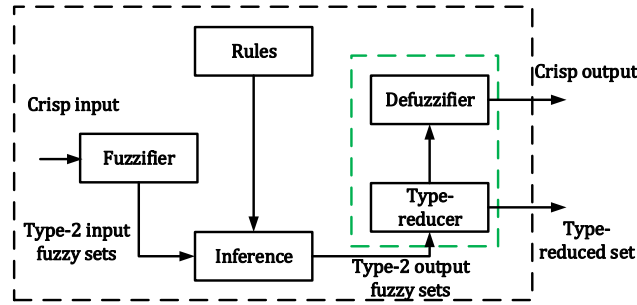 Rules
Crisp output
Defuzzifier
Crisp input
Fuzzifier
Type-
reducer
Type-2 input
fuzzy sets
Type-
reduced set
Inference
Type-2 output
fuzzy sets